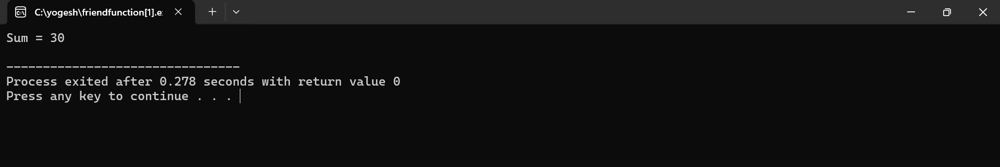 C:\yogesh\friendfunction[1].e
Sum = 30
--------------------------------
Process exited after 0.278 seconds with return value 0
Press any key to continue . . .